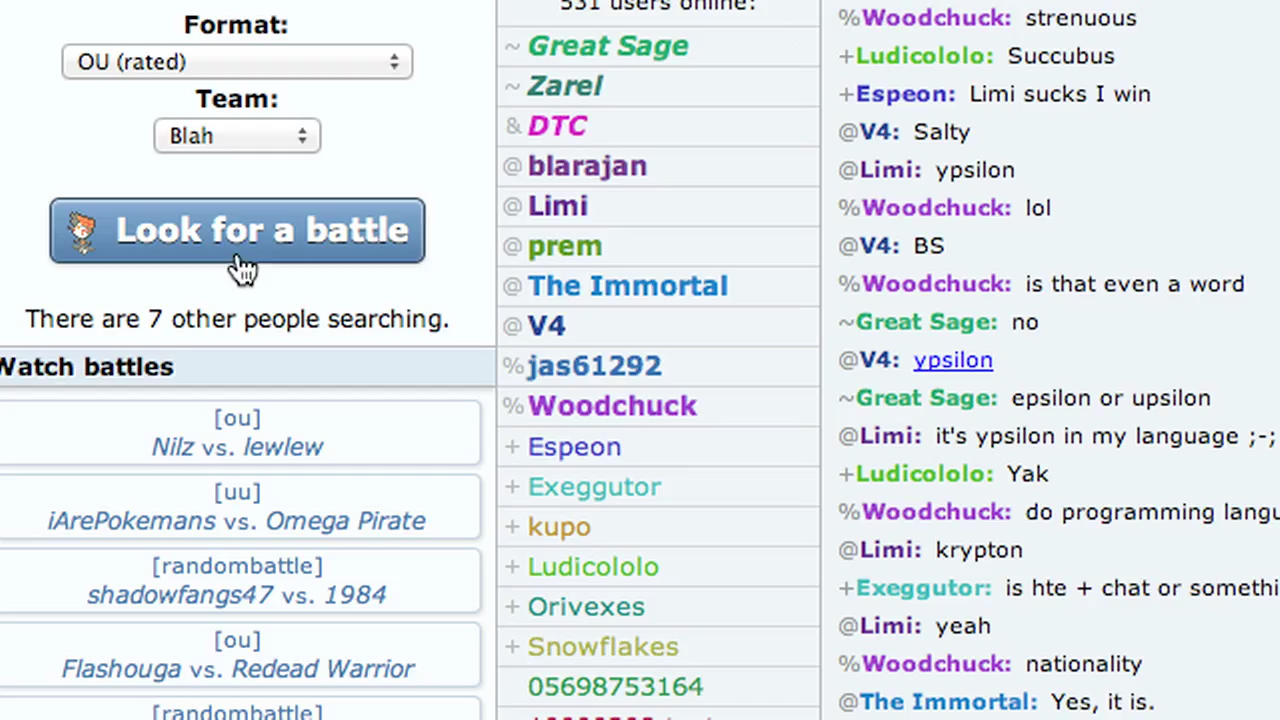 Format:
OU (rated)
Team:
Blah
Look for a battle
There are 7 other people searching.
Watch battles
[ou]
Nilz vs. lewlew
[uu]
iArePokemans vs. Omega Pirate
[randombattle]
shadowfangs47 vs. 1984
[ou]
Flashouga vs. Redead Warrior
[randombattle]
531 users online:
~ Great Sage
~ Zarel
& DTC
@ blarajan
@ Limi
@ prem
@ The Immortal
@ V4
% jas61292
% Woodchuck
+ Espeon
+ Exeggutor
+ kupo
+ Ludicololo
+ Orivexes
+ Snowflakes
05698753164
%Woodchuck: strenuous
+Ludicololo: Succubus
+Espeon: Limi sucks I win
@V4: Salty
@Limi: ypsilon
%Woodchuck: lol
@V4: BS
%Woodchuck: is that even a word
~Great Sage: no
@V4: ypsilon
~Great Sage: epsilon or upsilon
@Limi: it's ypsilon in my language ;-;
+Ludicololo: Yak
%Woodchuck: do programming langu
@Limi: krypton
+Exeggutor: is hte + chat or somethi
@Limi: yeah
%Woodchuck: nationality
@The Immortal: Yes, it is.